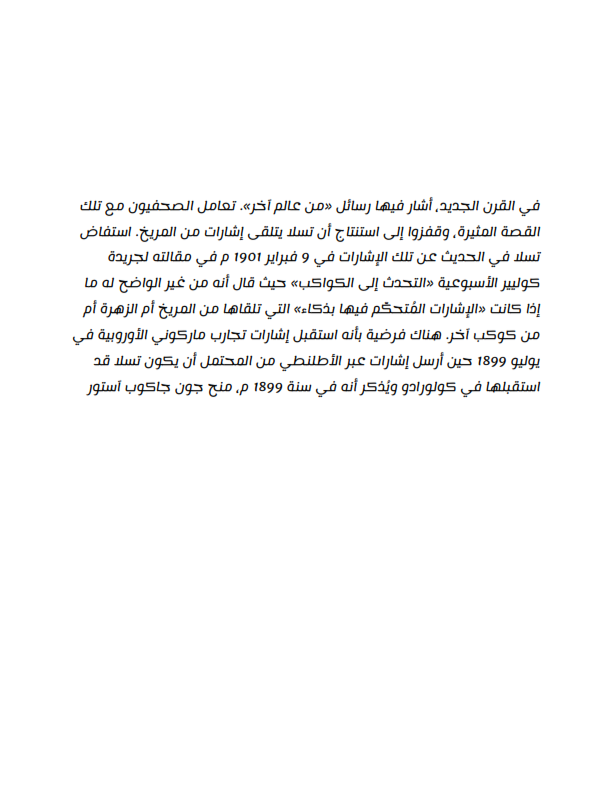 في القرن الجديد، أشار فيها رسائل «من عالم آخر». تعامل الصحفيون مع تلك
القصة المثيرة، وقفزوا إلى استنتاج أن تسلا يتلقى إشارات من المريخ. استفاض
تسلا في الحديث عن تلك الإشارات في 9 فبراير 1901 م في مقالته لجريدة
كوليير الأسبوعية «التحدث إلى الكواكب» حيث قال أنه من غير الواضح له ما
إذا كانت «الإشارات المُتحكّم فيها بذكاء» التي تلقاها من المريخ أم الزهرة أم
من كوكب آخر. هناك فرضية بأنه استقبل إشارات تجارب ماركوني الأوروبية في
يوليو 1899 حين أرسل إشارات عبر الأطلنطي من المحتمل أن يكون تسلا قد
استقبلها في كولورادو ويُذكر أنه في سنة 1899 م، منح جون جاكوب آستور